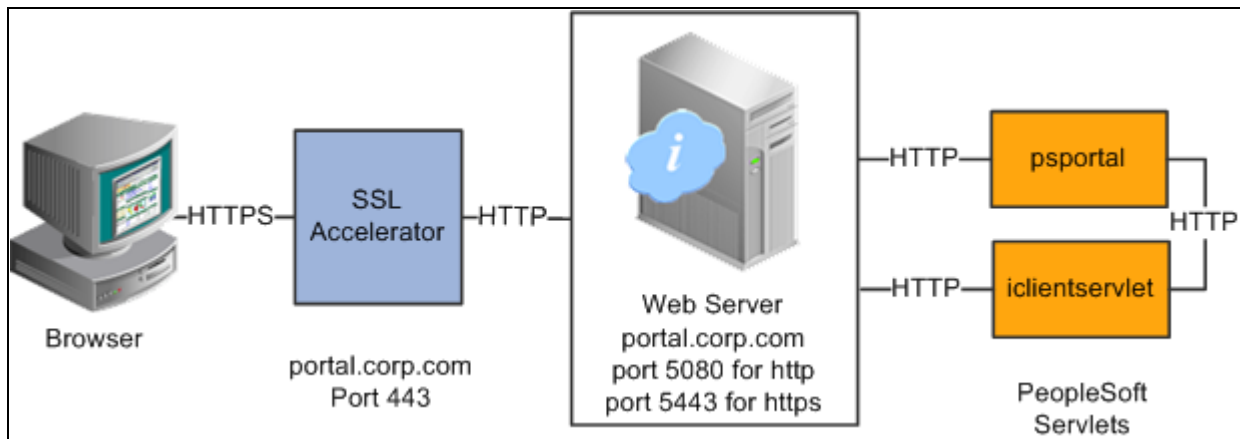 Browser
HTTPS
SSL
Accelerator
portal.corp.com
Port 443
HTTP
i
Web Server
portal.corp.com
port 5080 for http
port 5443 for https
HTTP
psportal
HTTP
HTTP
iclientservlet
PeopleSoft
Servlets